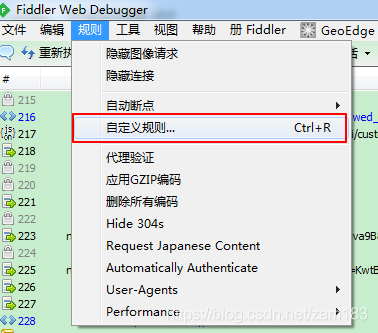 Fiddler Web Debugger
文件 编辑 规则 工具 视图 帮助 册 Fiddler GeoEdge
重新执
隐藏图像请求
隐藏连接
#
215
自动断点
216
wed_
自定义规则... Ctrl+R
217
i/custo
218
219
代理验证
220
应用GZIP编码
221
删除所有编码
222
Hide 304s
223
va9Ba
224
Request Japanese Content
225
Automatically Authenticate
=KwtB
226
User-Agents
227
Performance
228
https://blog.csdn.net/zam183